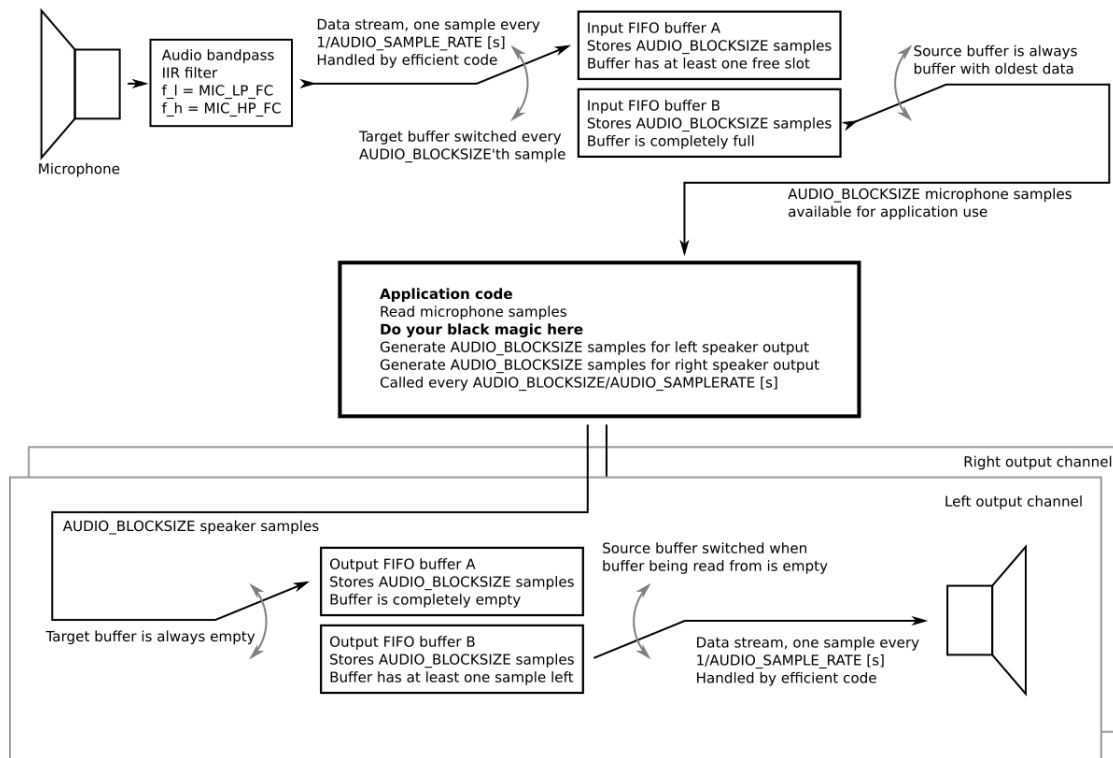 Microphone
Audio bandpass
IIR filter
f_l = MIC_LP_FC
f_h = MIC_HP_FC
Data stream, one sample every
1/AUDIO_SAMPLE_RATE [s]
Handled by efficient code
Target buffer switched every
AUDIO_BLOCKSIZE'th sample
Input FIFO buffer A
Stores AUDIO_BLOCKSIZE samples
Buffer has at least one free slot
Input FIFO buffer B
Stores AUDIO_BLOCKSIZE samples
Buffer is completely full
Source buffer is always
buffer with oldest data
AUDIO_BLOCKSIZE microphone samples
available for application use
Application code
Read microphone samples
Do your black magic here
Generate AUDIO_BLOCKSIZE samples for left speaker output
Generate AUDIO_BLOCKSIZE samples for right speaker output
Called every AUDIO_BLOCKSIZE/AUDIO_SAMPLERATE [s]
Right output channel
Left output channel
AUDIO_BLOCKSIZE speaker samples
Target buffer is always empty
Output FIFO buffer A
Stores AUDIO_BLOCKSIZE samples
Buffer is completely empty
Output FIFO buffer B
Stores AUDIO_BLOCKSIZE samples
Buffer has at least one sample left
Source buffer switched when
buffer being read from is empty
Data stream, one sample every
1/AUDIO_SAMPLE_RATE [s]
Handled by efficient code